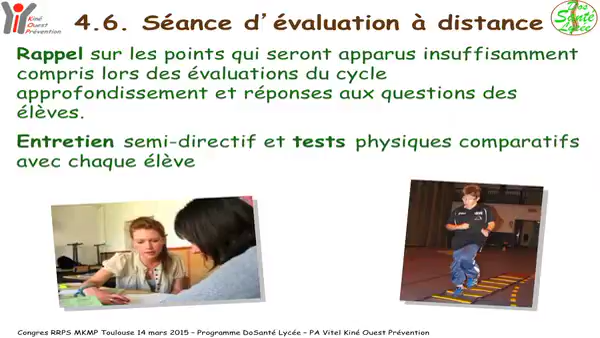 Kiné
Ouest
Prévention
4.6. Séance d'évaluation à distance
Dos
Santé
Lycée
Rappel sur les points qui seront apparus insuffisamment
compris lors des évaluations du cycle
approfondissement et réponses aux questions des
élèves.
Entretien semi-directif et tests physiques comparatifs
avec chaque élève
Congres RRPS MKMP Toulouse 14 mars 2015 – Programme DoSanté Lycée – PA Vitel Kiné Ouest Prévention